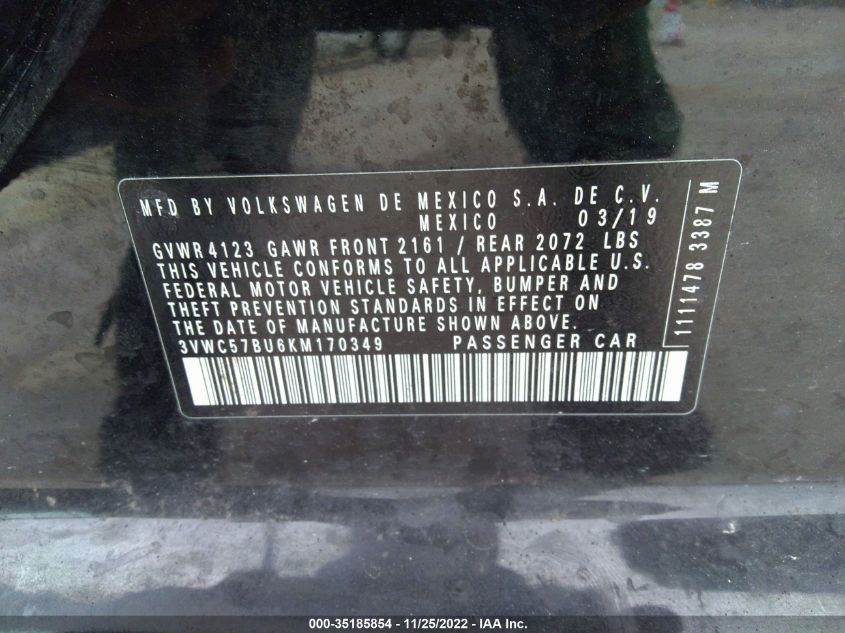 MFD BY VOLKSWAGEN DE MEXICO S.A. DE C.V.
MEXICO 03/19
GVWR 4123 GAWR FRONT 2161 / REAR 2072 LBS
THIS VEHICLE CONFORMS TO ALL APPLICABLE U.S.
FEDERAL MOTOR VEHICLE SAFETY, BUMPER AND
THEFT PREVENTION STANDARDS IN EFFECT ON
THE DATE OF MANUFACTURE SHOWN ABOVE.
3VWC57BU6KM170349 PASSENGER CAR
1111478 3387 M
000-35185854 - 11/25/2022 - IAA Inc.